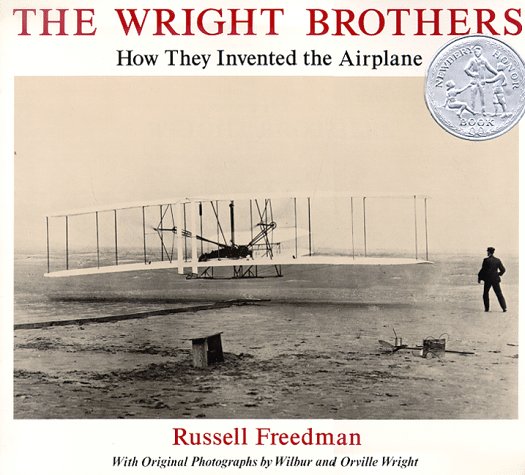 THE WRIGHT BROTHERS
How They Invented the Airplane
NEWBERY HONOR
BOOK
Russell Freedman
With Original Photographs by Wilbur and Orville Wright